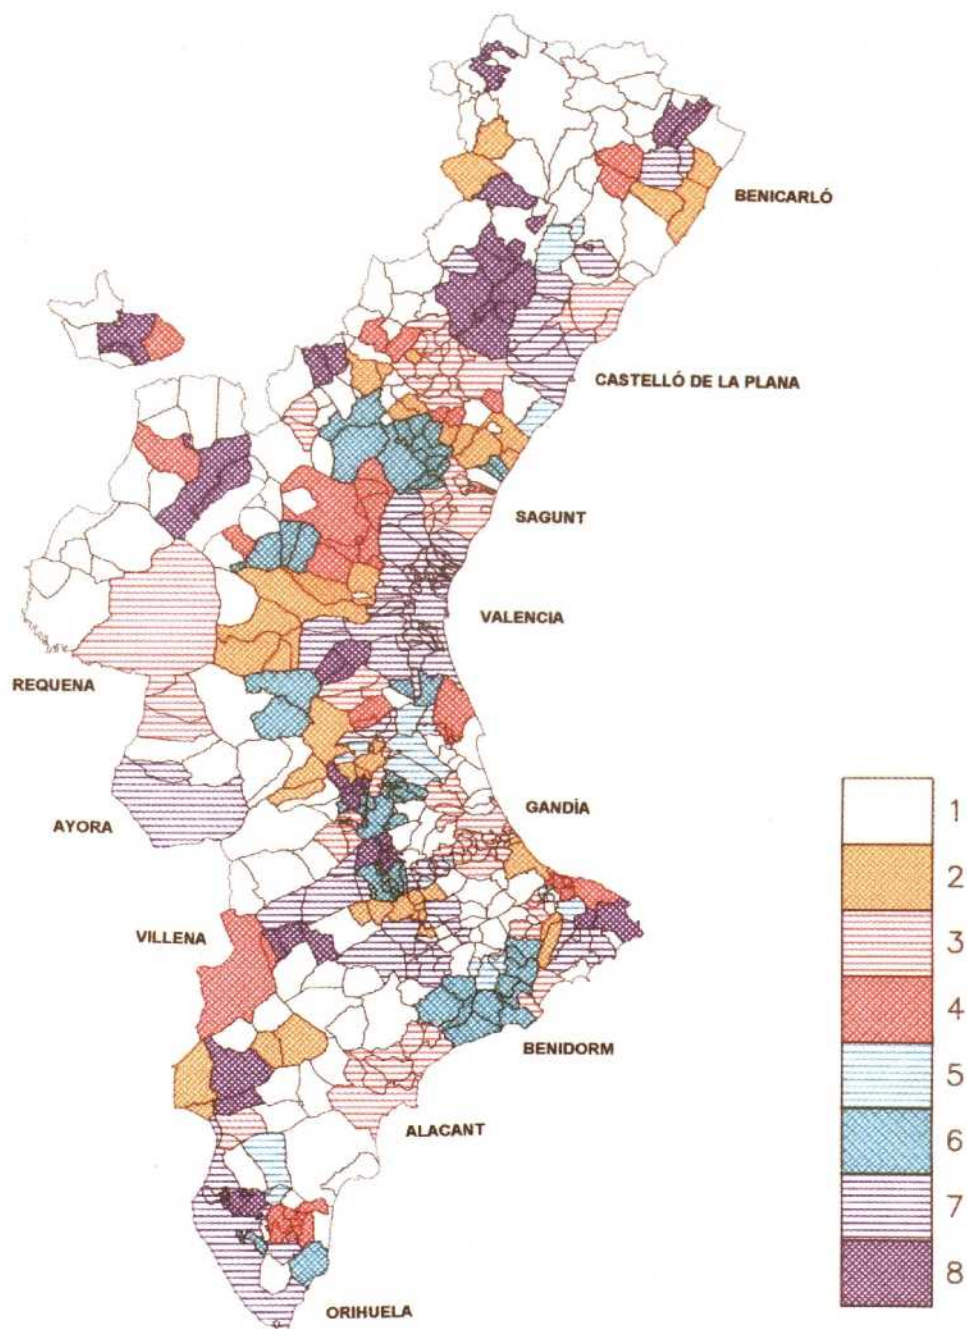 BENICARLÓ
CASTELLÓ DE LA PLANA
SAGUNT
VALENCIA
REQUENA
GANDÍA
AYORA
VILLENA
BENIDORM
ALACANT
ORIHUELA
1
2
3
4
5
6
7
8